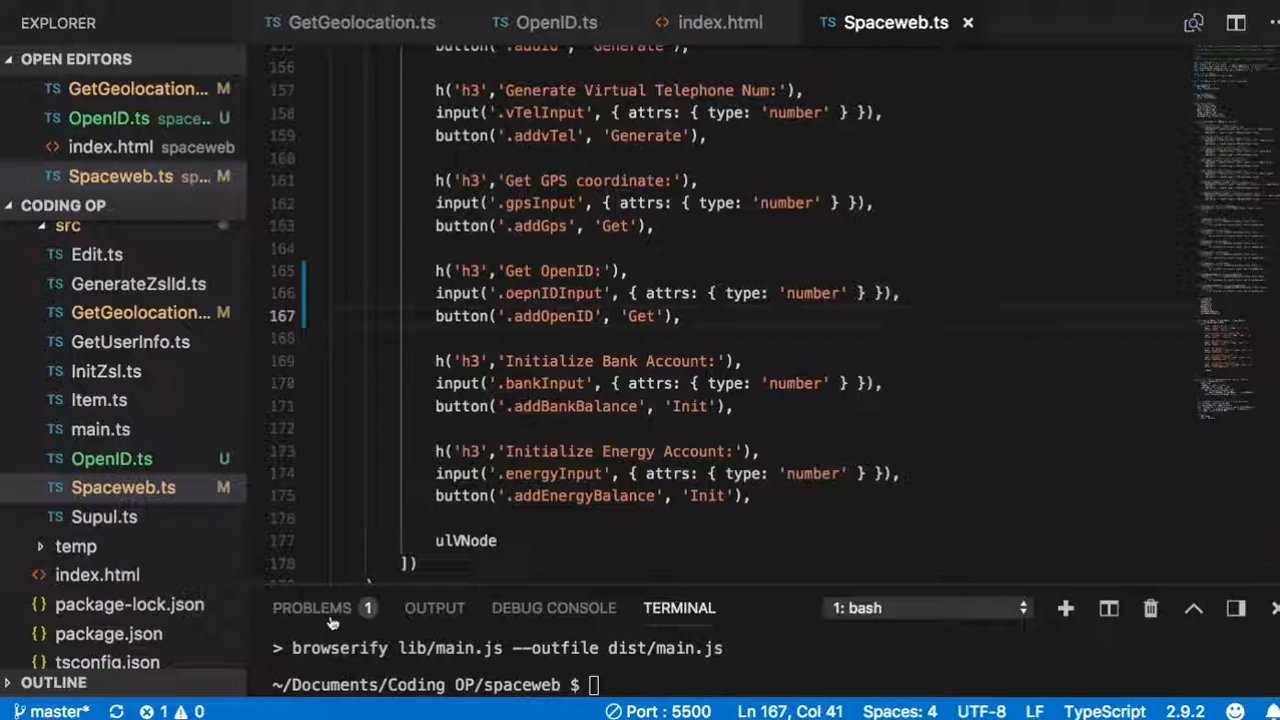 EXPLORER
GetGeolocation.ts
OpenID.ts
index.html
Spaceweb.ts
OPEN EDITORS
GetGeolocation... M
OpenID.ts space... U
index.html spaceweb
Spaceweb.ts sp... M
CODING OP
src
Edit.ts
GenerateZslId.ts
GetGeolocation... M
GetUserInfo.ts
InitZsl.ts
Item.ts
main.ts
OpenID.ts U
Spaceweb.ts M
Supul.ts
temp
index.html
package-lock.json
package.json
tsconfig.json
OUTLINE
button('.addId', 'Generate'),
156
157 h('h3','Generate Virtual Telephone Num:'),
158 input('.vTelInput', { attrs: { type: 'number' } }),
159 button('.addvTel', 'Generate'),
160
161 h('h3','Get GPS coordinate:'),
162 input('.gpsInput', { attrs: { type: 'number' } }),
163 button('.addGps', 'Get'),
164
165 h('h3','Get OpenID:'),
166 input('.oepnIDInput', { attrs: { type: 'number' } }),
167 button('.addOpenID', 'Get'),
168
169 h('h3','Initialize Bank Account:'),
170 input('.bankInput', { attrs: { type: 'number' } }),
171 button('.addBankBalance', 'Init'),
172
173 h('h3','Initialize Energy Account:'),
174 input('.energyInput', { attrs: { type: 'number' } }),
175 button('.addEnergyBalance', 'Init'),
176
177 ulVNode
178 ])
PROBLEMS 1 OUTPUT DEBUG CONSOLE TERMINAL 1: bash
> browserify lib/main.js --outfile dist/main.js
~/Documents/Coding OP/spaceweb $
master* 1 0 Port : 5500 Ln 167, Col 41 Spaces: 4 UTF-8 LF TypeScript 2.9.2